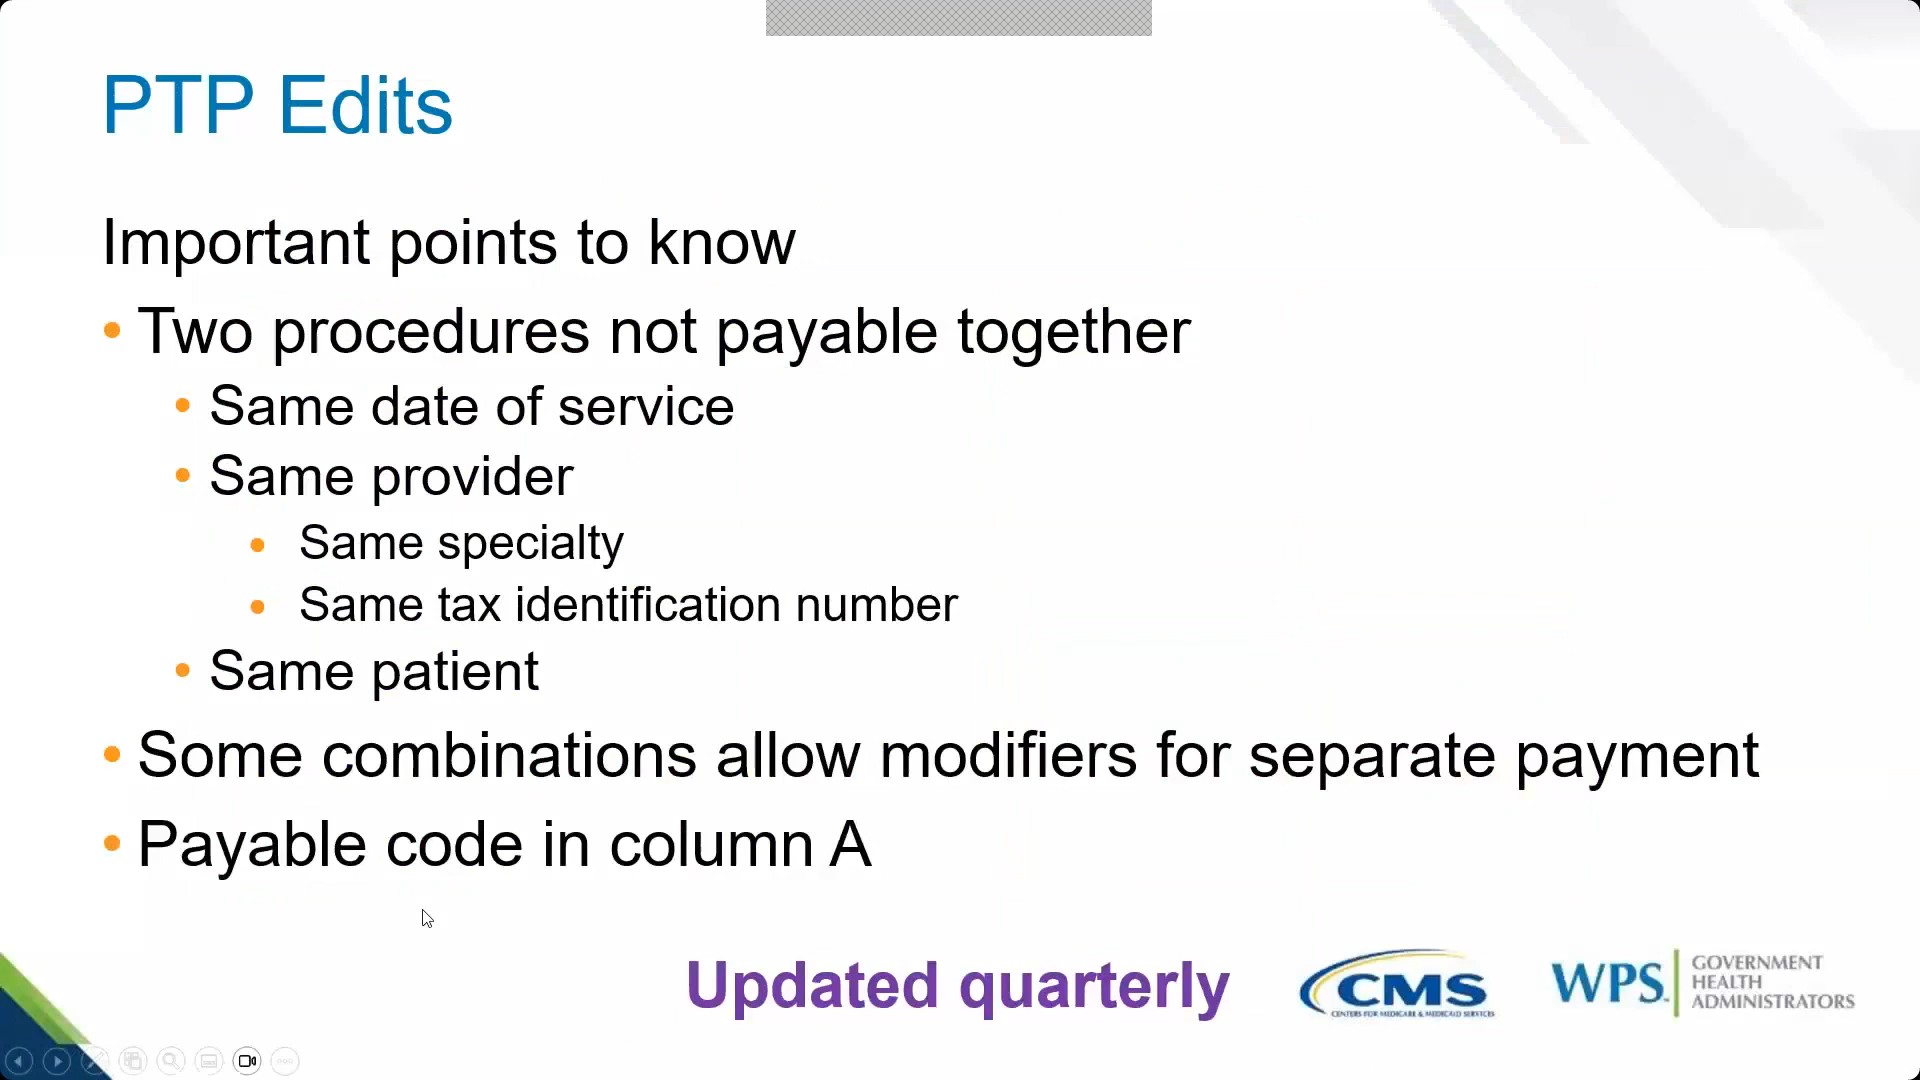 PTP Edits
Important points to know
• Two procedures not payable together
• Same date of service
• Same provider
• Same specialty
• Same tax identification number
• Same patient
• Some combinations allow modifiers for separate payment
• Payable code in column A
Updated quarterly
CMS
CENTERS FOR MEDICARE & MEDICAID SERVICES
WPS
GOVERNMENT
HEALTH
ADMINISTRATORS